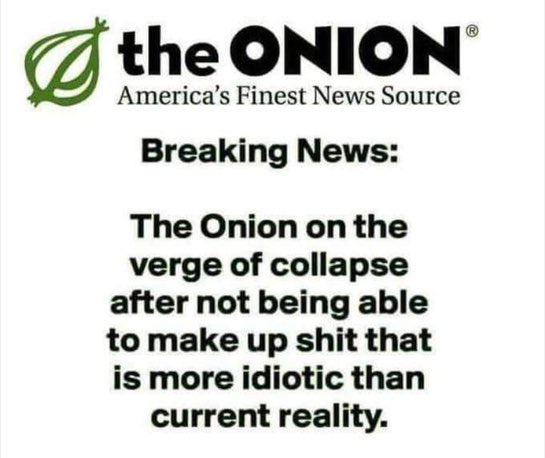 the ONION®
America's Finest News Source
Breaking News:
The Onion on the
verge of collapse
after not being able
to make up shit that
is more idiotic than
current reality.